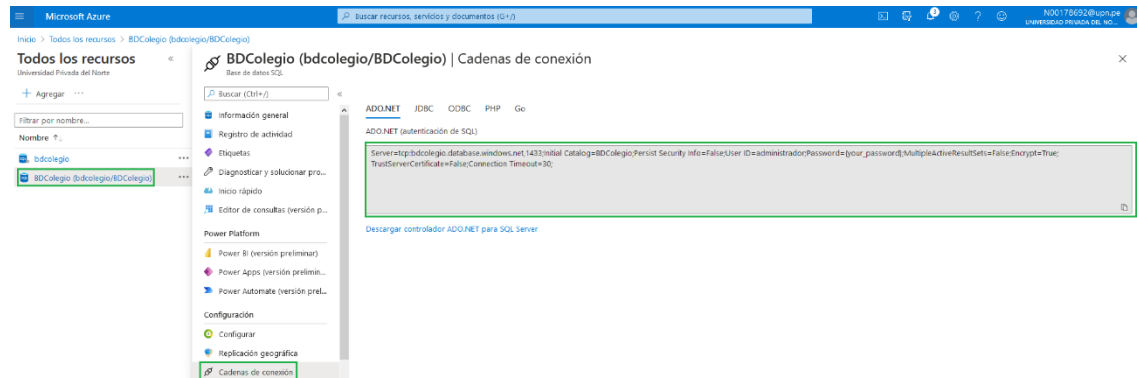 Microsoft Azure
Buscar recursos, servicios y documentos (G+/)
3
N00178692@upn.pe
UNIVERSIDAD PRIVADA DEL NO...
Inicio > Todos los recursos > BDColegio (bdcolegio/BDColegio)
Todos los recursos
Universidad Privada del Norte
+ Agregar ...
Filtrar por nombre...
Nombre ↑↓
bdcolegio ...
BDColegio (bdcolegio/BDColegio) ...
BDColegio (bdcolegio/BDColegio) | Cadenas de conexión
Base de datos SQL
Buscar (Ctrl+/)
Información general
Registro de actividad
Etiquetas
Diagnosticar y solucionar pro...
Inicio rápido
Editor de consultas (versión p...
Power Platform
Power BI (versión preliminar)
Power Apps (versión prelimin...
Power Automate (versión prel...
Configuración
Configurar
Replicación geográfica
Cadenas de conexión
ADO.NET JDBC ODBC PHP Go
ADO.NET (autenticación de SQL)
Server=tcp:bdcolegio.database.windows.net,1433;Initial Catalog=BDColegio;Persist Security Info=False;User ID=administrador;Password={your_password};MultipleActiveResultSets=False;Encrypt=True;
TrustServerCertificate=False;Connection Timeout=30;
Descargar controlador ADO.NET para SQL Server